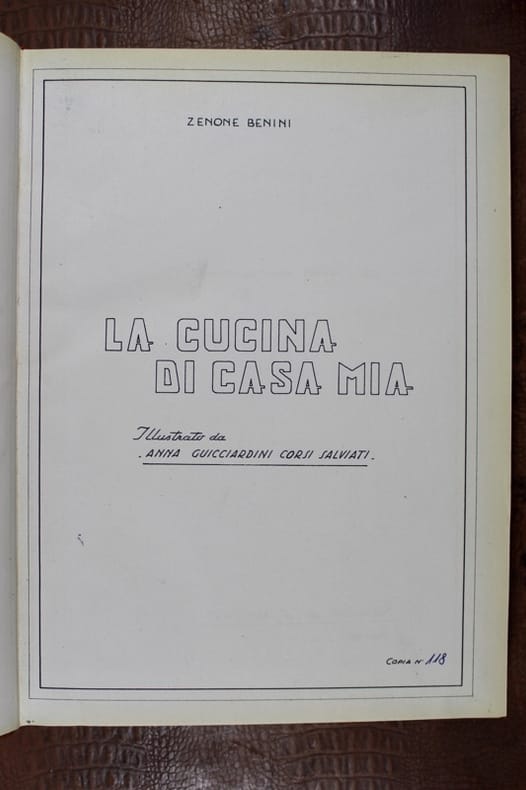 ZENONE BENINI
LA CUCINA
DI CASA MIA
Illustrato da
. ANNA GUICCIARDINI CORSI SALVIATI.
COPIA N° 118